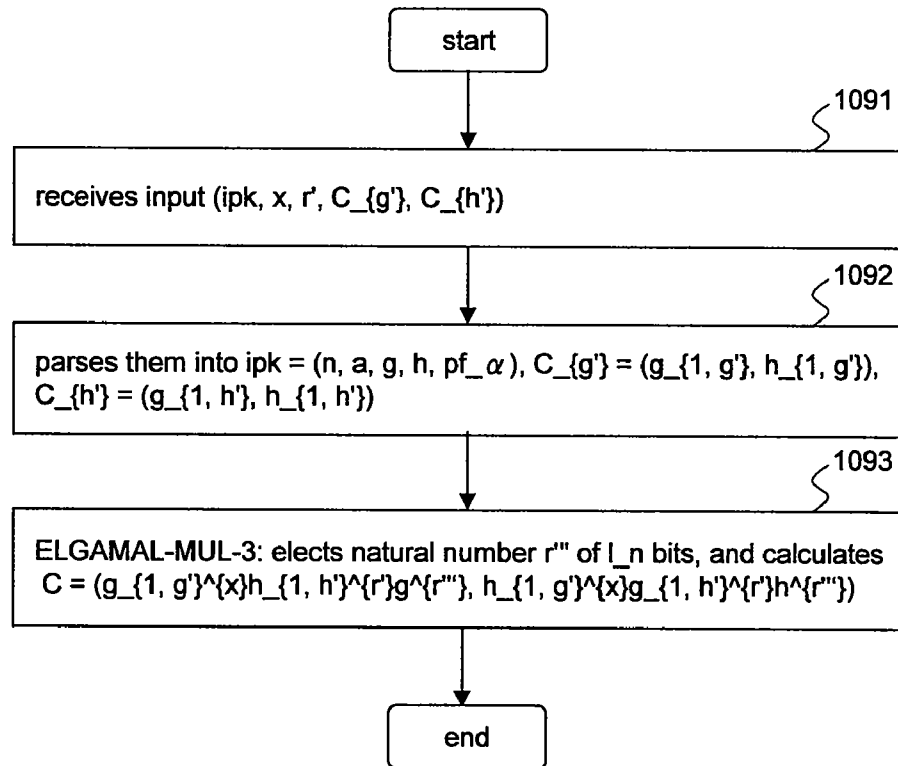 start
1091
receives input (ipk, x, r', C_{g'}, C_{h'})
1092
parses them into ipk = (n, a, g, h, pf_α), C_{g'} = (g_{1, g'}, h_{1, g'}),
C_{h'} = (g_{1, h'}, h_{1, h'})
1093
ELGAMAL-MUL-3: elects natural number r''' of l_n bits, and calculates
C = (g_{1, g'}^{x}h_{1, h'}^{r'}g^{r'''}, h_{1, g'}^{x}g_{1, h'}^{r'}h^{r'''})
end